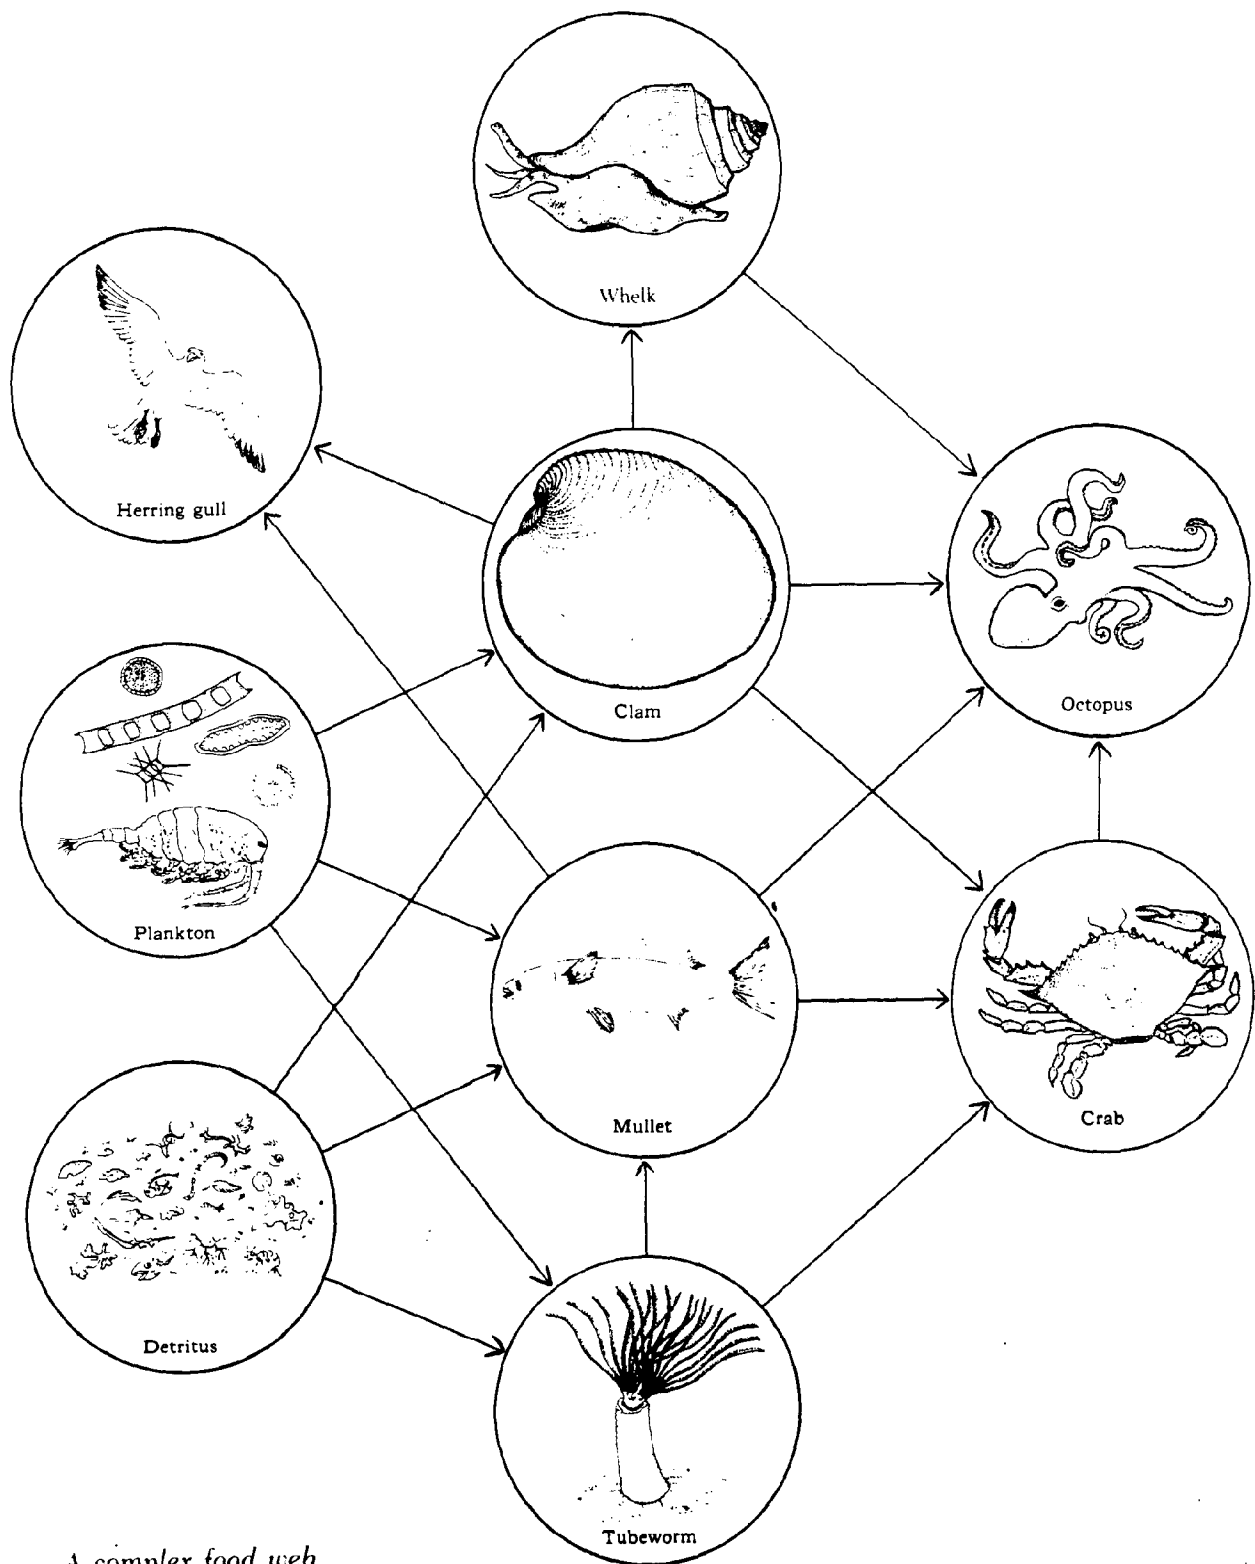 Whelk
Herring gull
Clam
Octopus
Plankton
Mullet
Crab
Detritus
Tubeworm
A complex food web